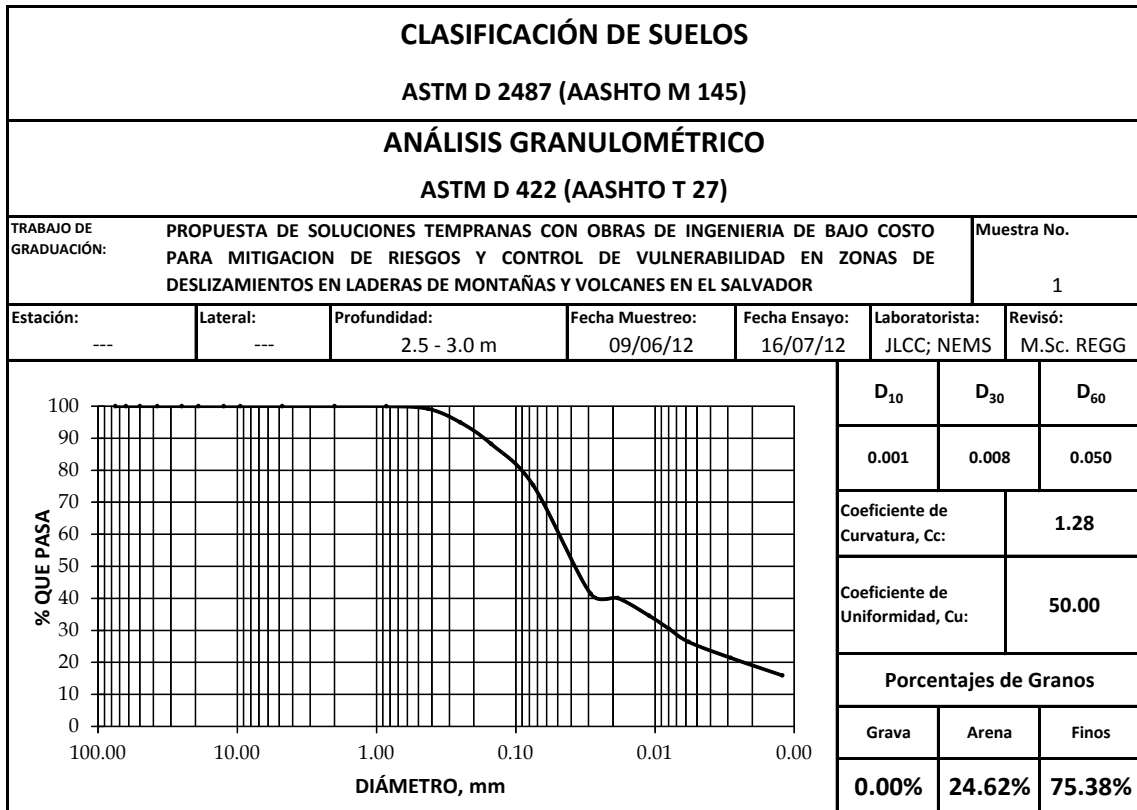 CLASIFICACIÓN DE SUELOS
ASTM D 2487 (AASHTO M 145)
ANÁLISIS GRANULOMÉTRICO
ASTM D 422 (AASHTO T 27)
TRABAJO DE
GRADUACIÓN:
PROPUESTA DE SOLUCIONES TEMPRANAS CON OBRAS DE INGENIERIA DE BAJO COSTO
PARA MITIGACION DE RIESGOS Y CONTROL DE VULNERABILIDAD EN ZONAS DE
DESLIZAMIENTOS EN LADERAS DE MONTAÑAS Y VOLCANES EN EL SALVADOR
Muestra No.
1
Estación:
---
Lateral:
---
Profundidad:
2.5 - 3.0 m
Fecha Muestreo:
09/06/12
Fecha Ensayo:
16/07/12
Laboratorista:
JLCC; NEMS
Revisó:
M.Sc. REGG
% QUE PASA
100
90
80
70
60
50
40
30
20
10
0
100.00 10.00 1.00 0.10 0.01 0.00
DIÁMETRO, mm
D10 D30 D60
0.001 0.008 0.050
Coeficiente de
Curvatura, Cc:
1.28
Coeficiente de
Uniformidad, Cu:
50.00
Porcentajes de Granos
Grava Arena Finos
0.00% 24.62% 75.38%